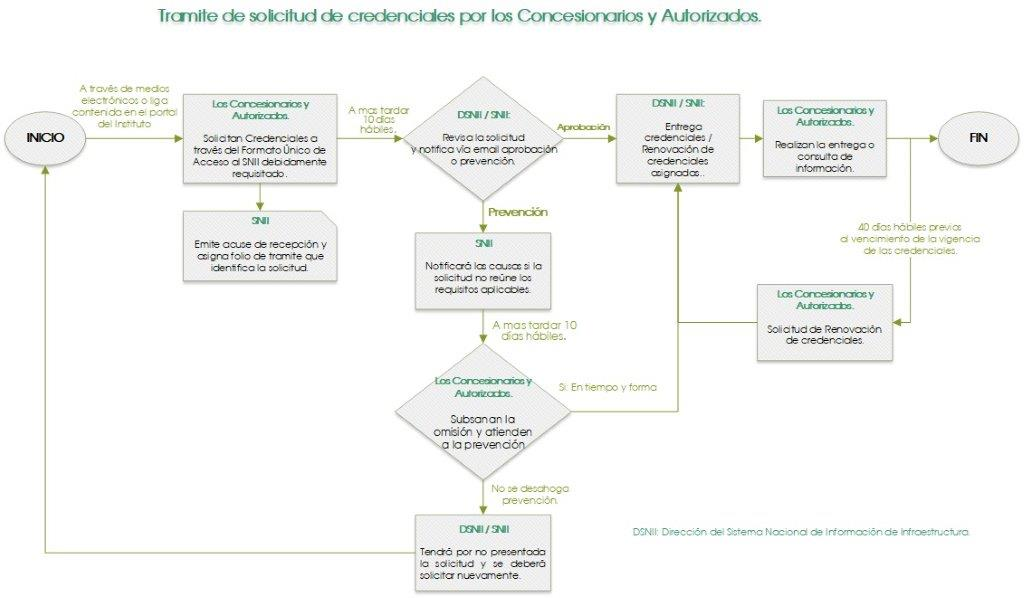 Tramite de solicitud de credenciales por los Concesionarios y Autorizados.
INICIO
A través de medios
electrónicos o liga
contenida en el portal
del Instituto
Los Concesionarios y
Autorizados.
Solicitan Credenciales a
través del Formato Único de
Acceso al SNII debidamente
requisitado.
SNII
Emite acuse de recepción y
asigna folio de tramite que
identifica la solicitud.
A mas tardar
10 días
hábiles.
DSNII / SNII:
Revisa la solicitud
y notifica vía email aprobación
o prevención.
Aprobación
DSNII / SNII:
Entrega
credenciales /
Renovación de
credenciales
asignadas..
Los Concesionarios y
Autorizados.
Realizan la entrega o
consulta de
información.
FIN
Prevención
SNII
Notificará las causas si la
solicitud no reúne los
requisitos aplicables.
40 días hábiles previos
al vencimiento de la vigencia
de las credenciales.
Los Concesionarios y
Autorizados.
Solicitud de Renovación
de credenciales.
A mas tardar 10
días hábiles.
Los Concesionarios y
Autorizados.
Subsanan la
omisión y atienden
a la prevención
Si: En tiempo y forma
No se desahoga
prevención.
DSNII / SNII
Tendrá por no presentada
la solicitud y se deberá
solicitar nuevamente.
DSNII: Dirección del Sistema Nacional de Información de Infraestructura.